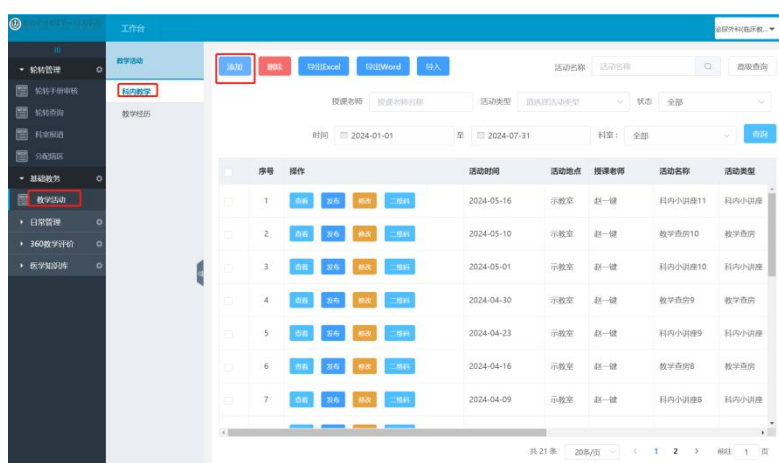 工作台
泌尿外科(临床教...
轮转管理
轮转手册审核
轮转查询
科室报道
分配病区
基础教务
教学活动
日常管理
360教学评价
医学知识库
教学活动
科内教学
教学经历
添加 删除 导出Excel 导出Word 导入 活动名称 活动名称 高级查询
授课老师 授课老师名称 活动类型 请选择活动类型 状态 全部
时间 2024-01-01 至 2024-07-31 科室: 全部 查询
序号 操作 活动时间 活动地点 授课老师 活动名称 活动类型
1 查看 发布 修改 二维码 2024-05-16 示教室 赵一键 科内小讲座11 科内小讲座
2 查看 发布 修改 二维码 2024-05-10 示教室 赵一键 教学查房10 教学查房
3 查看 发布 修改 二维码 2024-05-01 示教室 赵一键 科内小讲座10 科内小讲座
4 查看 发布 修改 二维码 2024-04-30 示教室 赵一键 教学查房9 教学查房
5 查看 发布 修改 二维码 2024-04-23 示教室 赵一键 科内小讲座9 科内小讲座
6 查看 发布 修改 二维码 2024-04-16 示教室 赵一键 教学查房8 教学查房
7 查看 发布 修改 二维码 2024-04-09 示教室 赵一键 科内小讲座8 科内小讲座
共 21 条 20条/页 1 2 前往 1 页